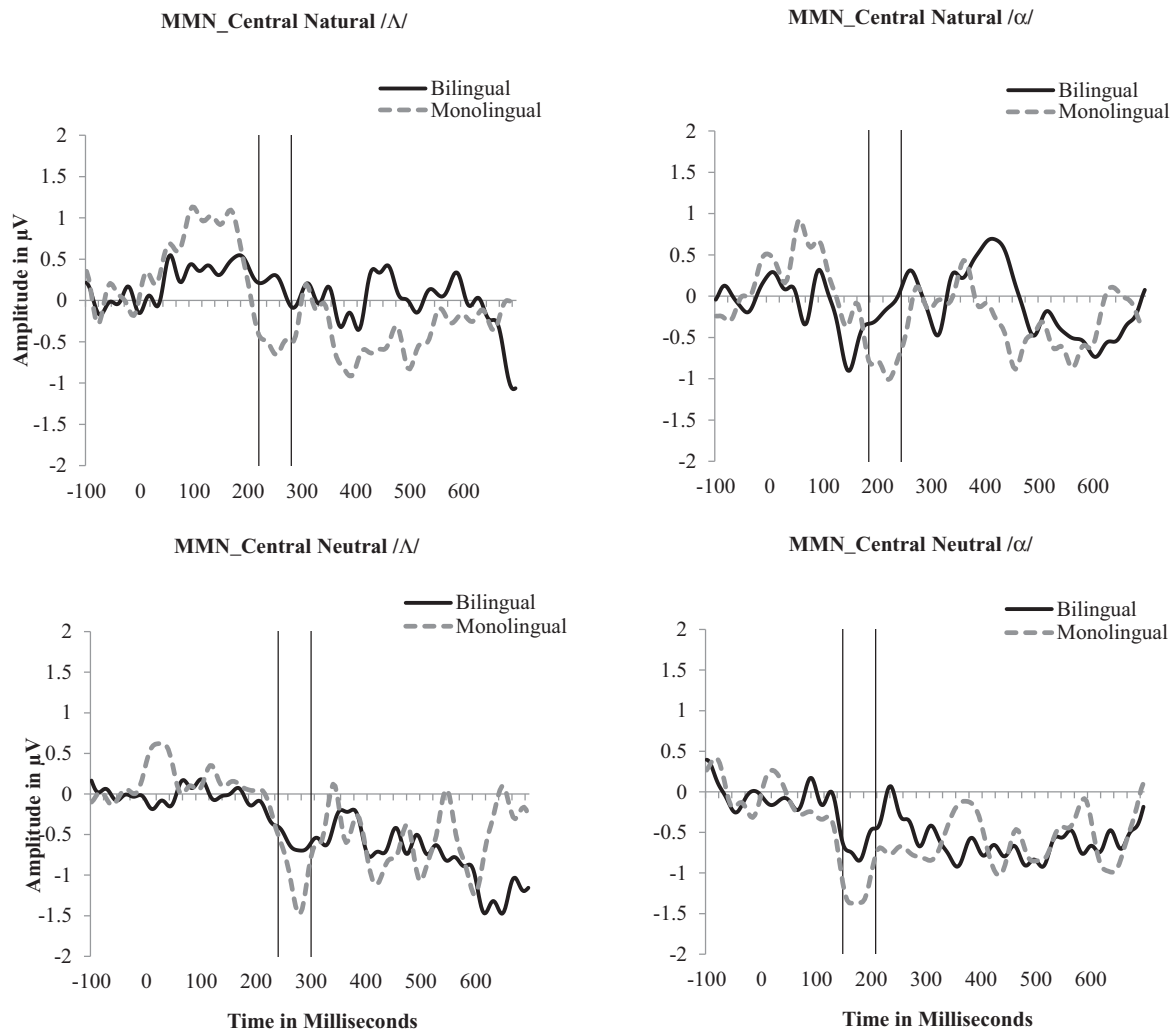 MMN_Central Natural /Λ/
Bilingual
Monolingual
2
1.5
1
0.5
0
-0.5
-1
-1.5
-2
Amplitude in µV
-100 0 100 200 300 400 500 600
MMN_Central Natural /α/
Bilingual
Monolingual
2
1.5
1
0.5
0
-0.5
-1
-1.5
-2
-100 0 100 200 300 400 500 600
MMN_Central Neutral /Λ/
Bilingual
Monolingual
2
1.5
1
0.5
0
-0.5
-1
-1.5
-2
Amplitude in µV
-100 0 100 200 300 400 500 600
Time in Milliseconds
MMN_Central Neutral /α/
Bilingual
Monolingual
2
1.5
1
0.5
0
-0.5
-1
-1.5
-2
-100 0 100 200 300 400 500 600
Time in Milliseconds